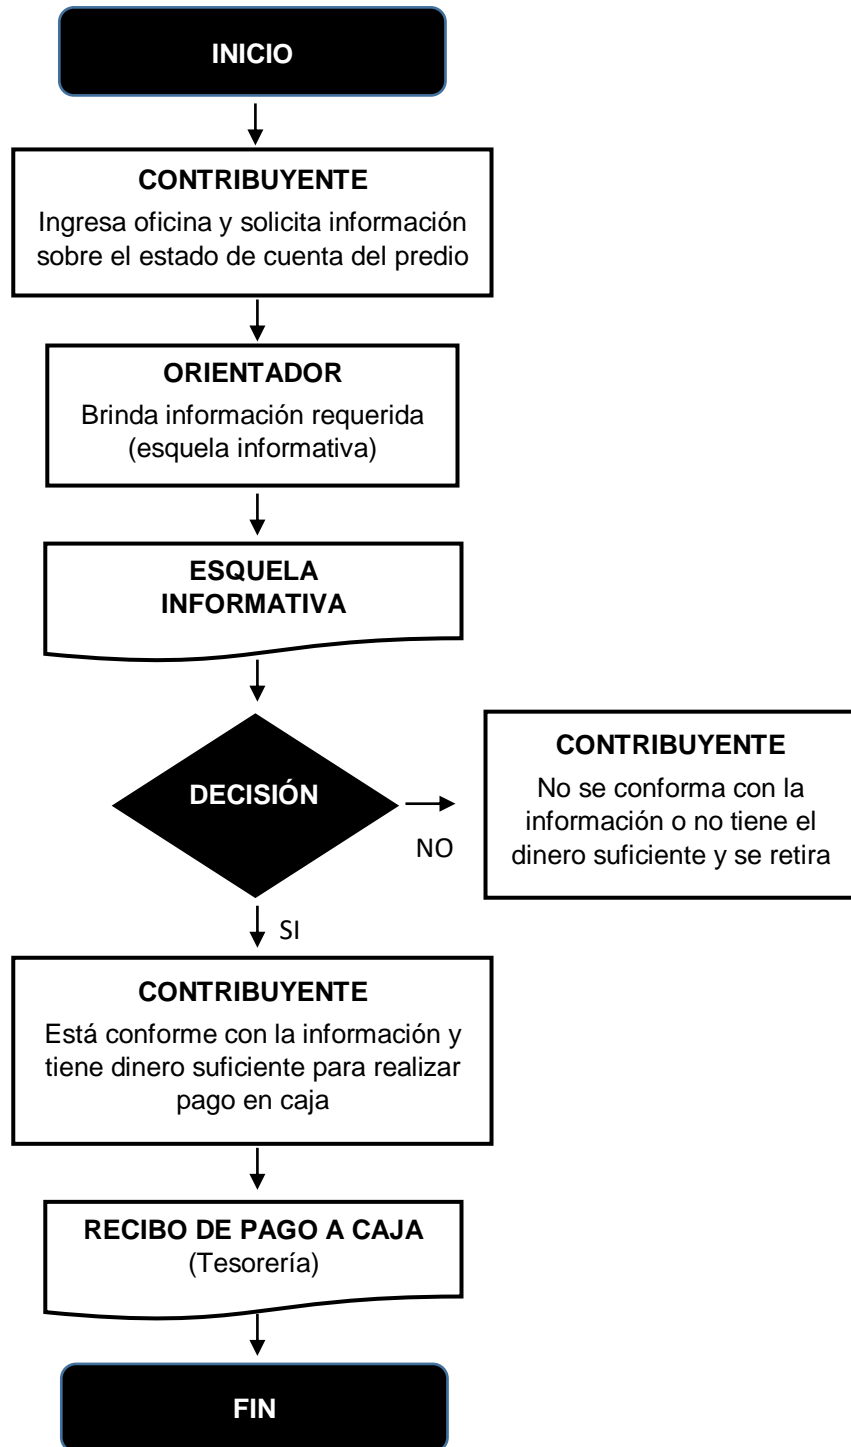 INICIO
CONTRIBUYENTE
Ingresa oficina y solicita información
sobre el estado de cuenta del predio
ORIENTADOR
Brinda información requerida
(esquela informativa)
ESQUELA
INFORMATIVA
DECISIÓN
NO
CONTRIBUYENTE
No se conforma con la
información o no tiene el
dinero suficiente y se retira
SI
CONTRIBUYENTE
Está conforme con la información y
tiene dinero suficiente para realizar
pago en caja
RECIBO DE PAGO A CAJA
(Tesorería)
FIN